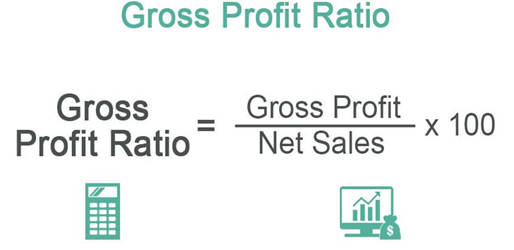 Gross Profit Ratio
Gross
Profit Ratio
=
Gross Profit
Net Sales
x 100
$